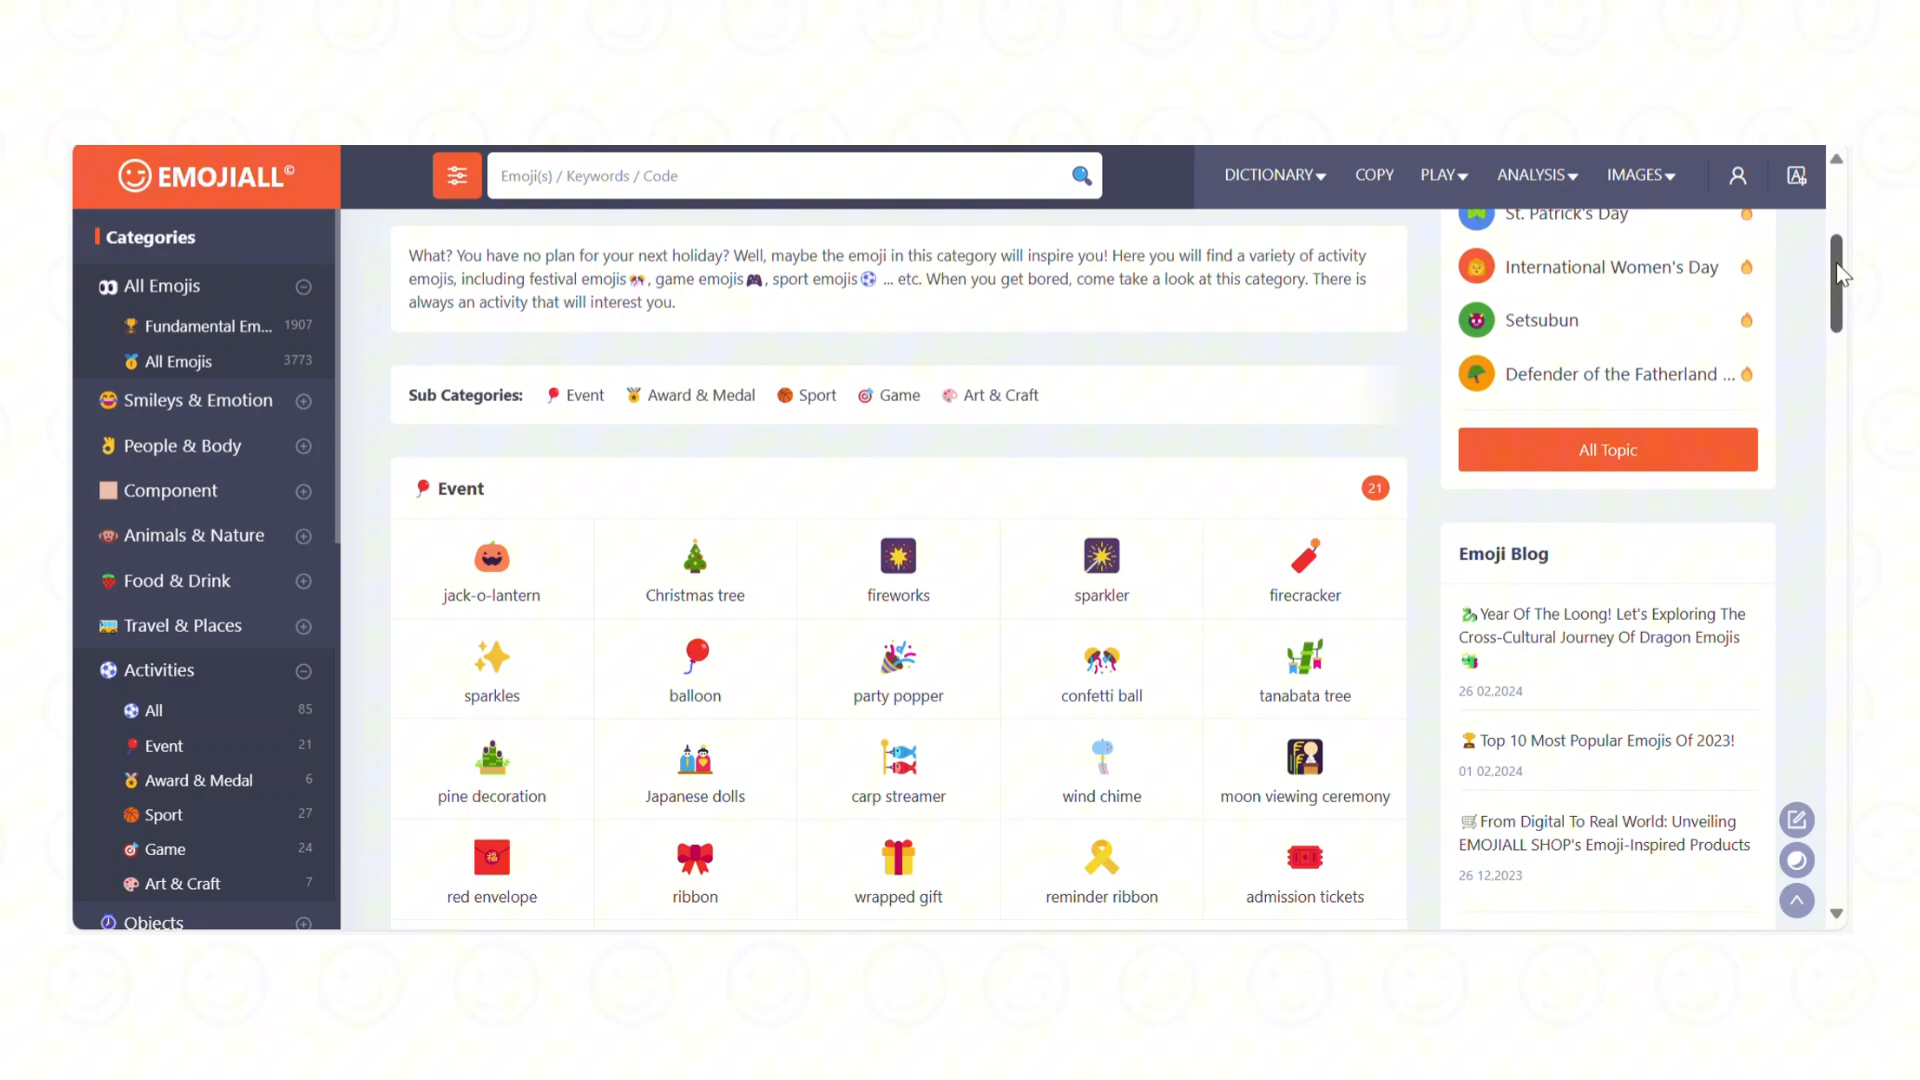 EMOJIALL©
Emoji(s) / Keywords / Code
DICTIONARY
COPY
PLAY
ANALYSIS
IMAGES
Categories
All Emojis
Fundamental Em... 1907
All Emojis 3773
Smileys & Emotion
People & Body
Component
Animals & Nature
Food & Drink
Travel & Places
Activities
All 85
Event 21
Award & Medal 6
Sport 27
Game 24
Art & Craft 7
Objects
What? You have no plan for your next holiday? Well, maybe the emoji in this category will inspire you! Here you will find a variety of activity
emojis, including festival emojis🎊, game emojis🎮, sport emojis⚽ ... etc. When you get bored, come take a look at this category. There is
always an activity that will interest you.
Sub Categories: Event Award & Medal Sport Game Art & Craft
Event 21
jack-o-lantern
Christmas tree
fireworks
sparkler
firecracker
sparkles
balloon
party popper
confetti ball
tanabata tree
pine decoration
Japanese dolls
carp streamer
wind chime
moon viewing ceremony
red envelope
ribbon
wrapped gift
reminder ribbon
admission tickets
St. Patrick's Day
International Women's Day
Setsubun
Defender of the Fatherland ...
All Topic
Emoji Blog
Year Of The Loong! Let's Exploring The
Cross-Cultural Journey Of Dragon Emojis
26 02,2024
Top 10 Most Popular Emojis Of 2023!
01 02,2024
From Digital To Real World: Unveiling
EMOJIALL SHOP's Emoji-Inspired Products
26 12,2023